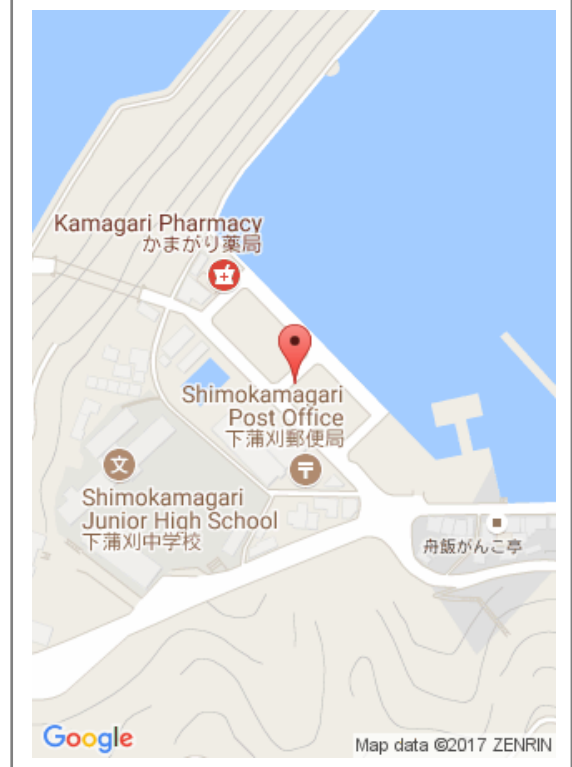 Kamagari Pharmacy
かまがり薬局
Shimokamagari
Post Office
下蒲刈郵便局
文
Shimokamagari
Junior High School
下蒲刈中学校
舟飯がんこ亭
Google
Map data ©2017 ZENRIN